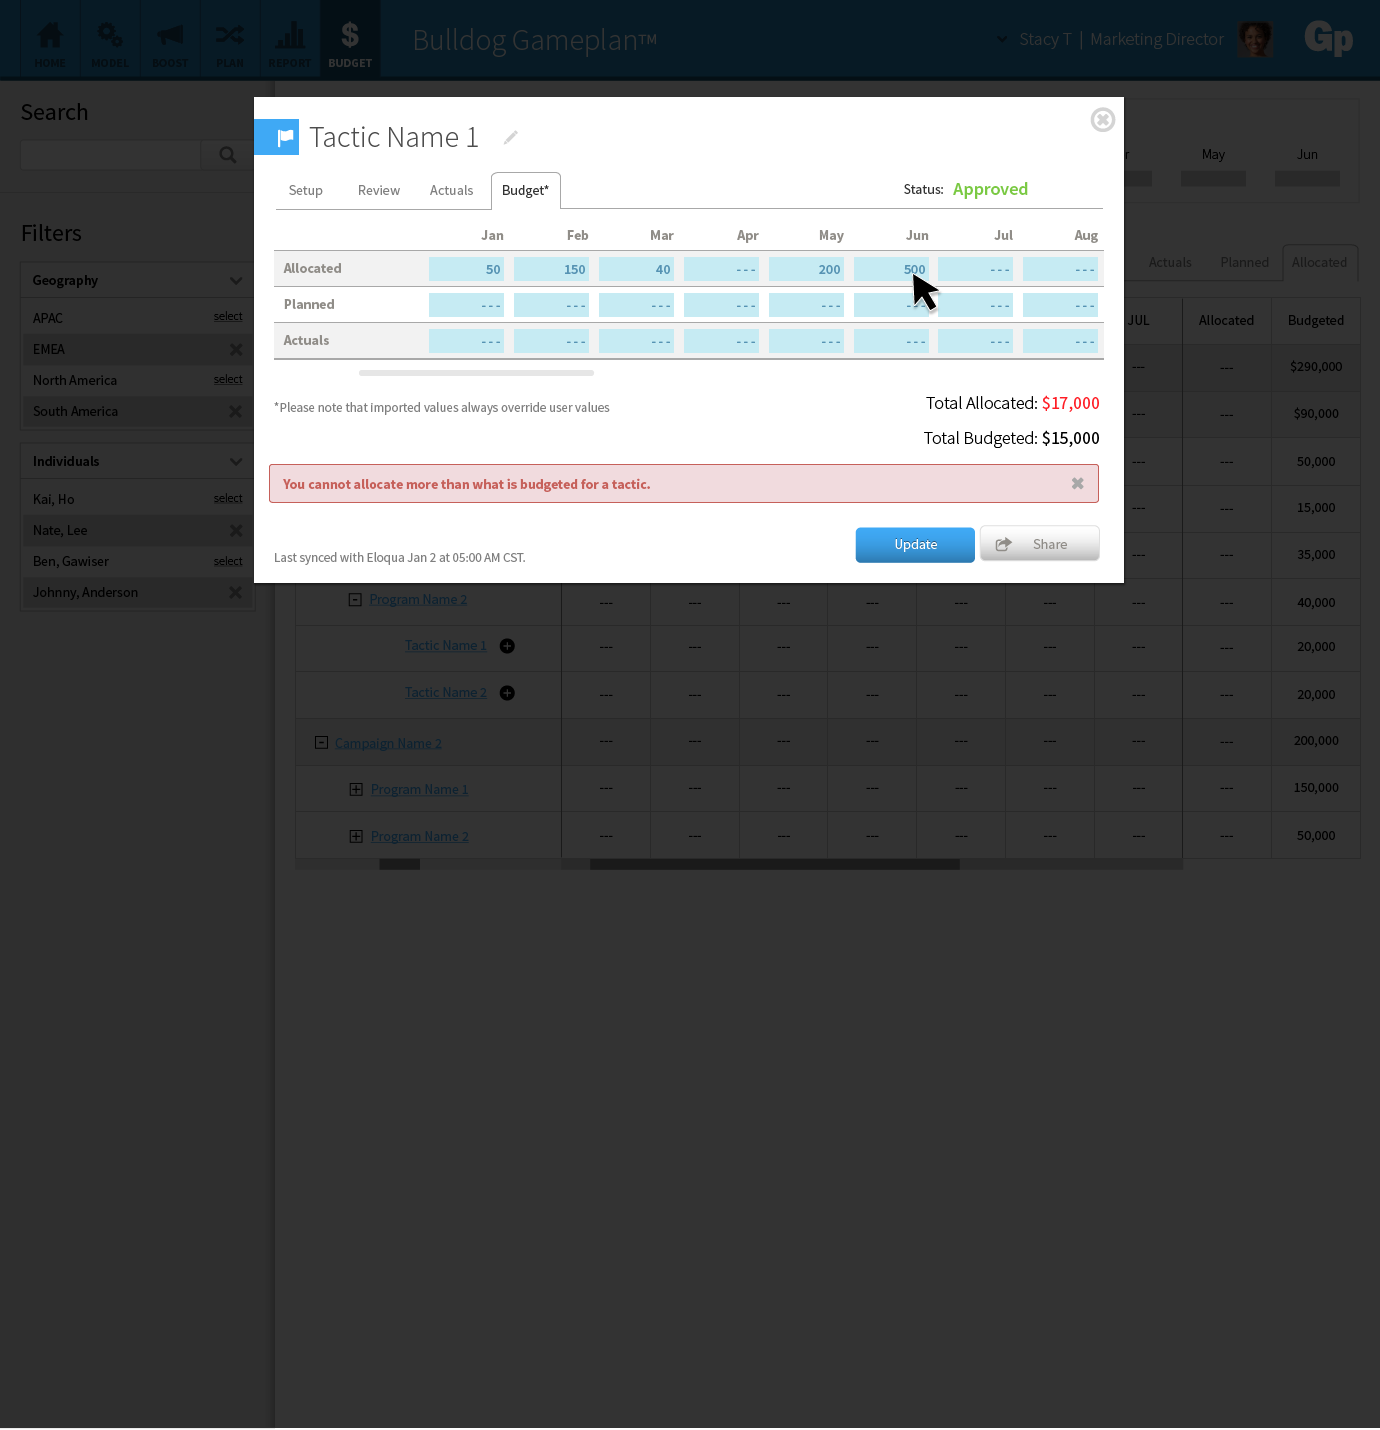 HOME MODEL BOOST PLAN REPORT BUDGET
Bulldog Gameplan™
Stacy T | Marketing Director
Gp
Search
Filters
Geography
APAC select
EMEA
North America select
South America
Individuals
Kai, Ho select
Nate, Lee
Ben, Gawiser select
Johnny, Anderson
Tactic Name 1
Setup Review Actuals Budget*
Status: Approved
Jan Feb Mar Apr May Jun Jul Aug
Allocated 50 150 40 --- 200 500 --- ---
Planned --- --- --- --- --- --- --- ---
Actuals --- --- --- --- --- --- --- ---
*Please note that imported values always override user values
Total Allocated: $17,000
Total Budgeted: $15,000
You cannot allocate more than what is budgeted for a tactic.
Last synced with Eloqua Jan 2 at 05:00 AM CST.
Update
Share
May Jun
Actuals Planned Allocated
JUL Allocated Budgeted
--- --- $290,000
--- --- $90,000
--- --- 50,000
--- --- 15,000
--- --- 35,000
Program Name 2 --- --- --- --- --- --- --- --- 40,000
Tactic Name 1 --- --- --- --- --- --- --- --- 20,000
Tactic Name 2 --- --- --- --- --- --- --- --- 20,000
Campaign Name 2 --- --- --- --- --- --- --- --- 200,000
Program Name 1 --- --- --- --- --- --- --- --- 150,000
Program Name 2 --- --- --- --- --- --- --- --- 50,000